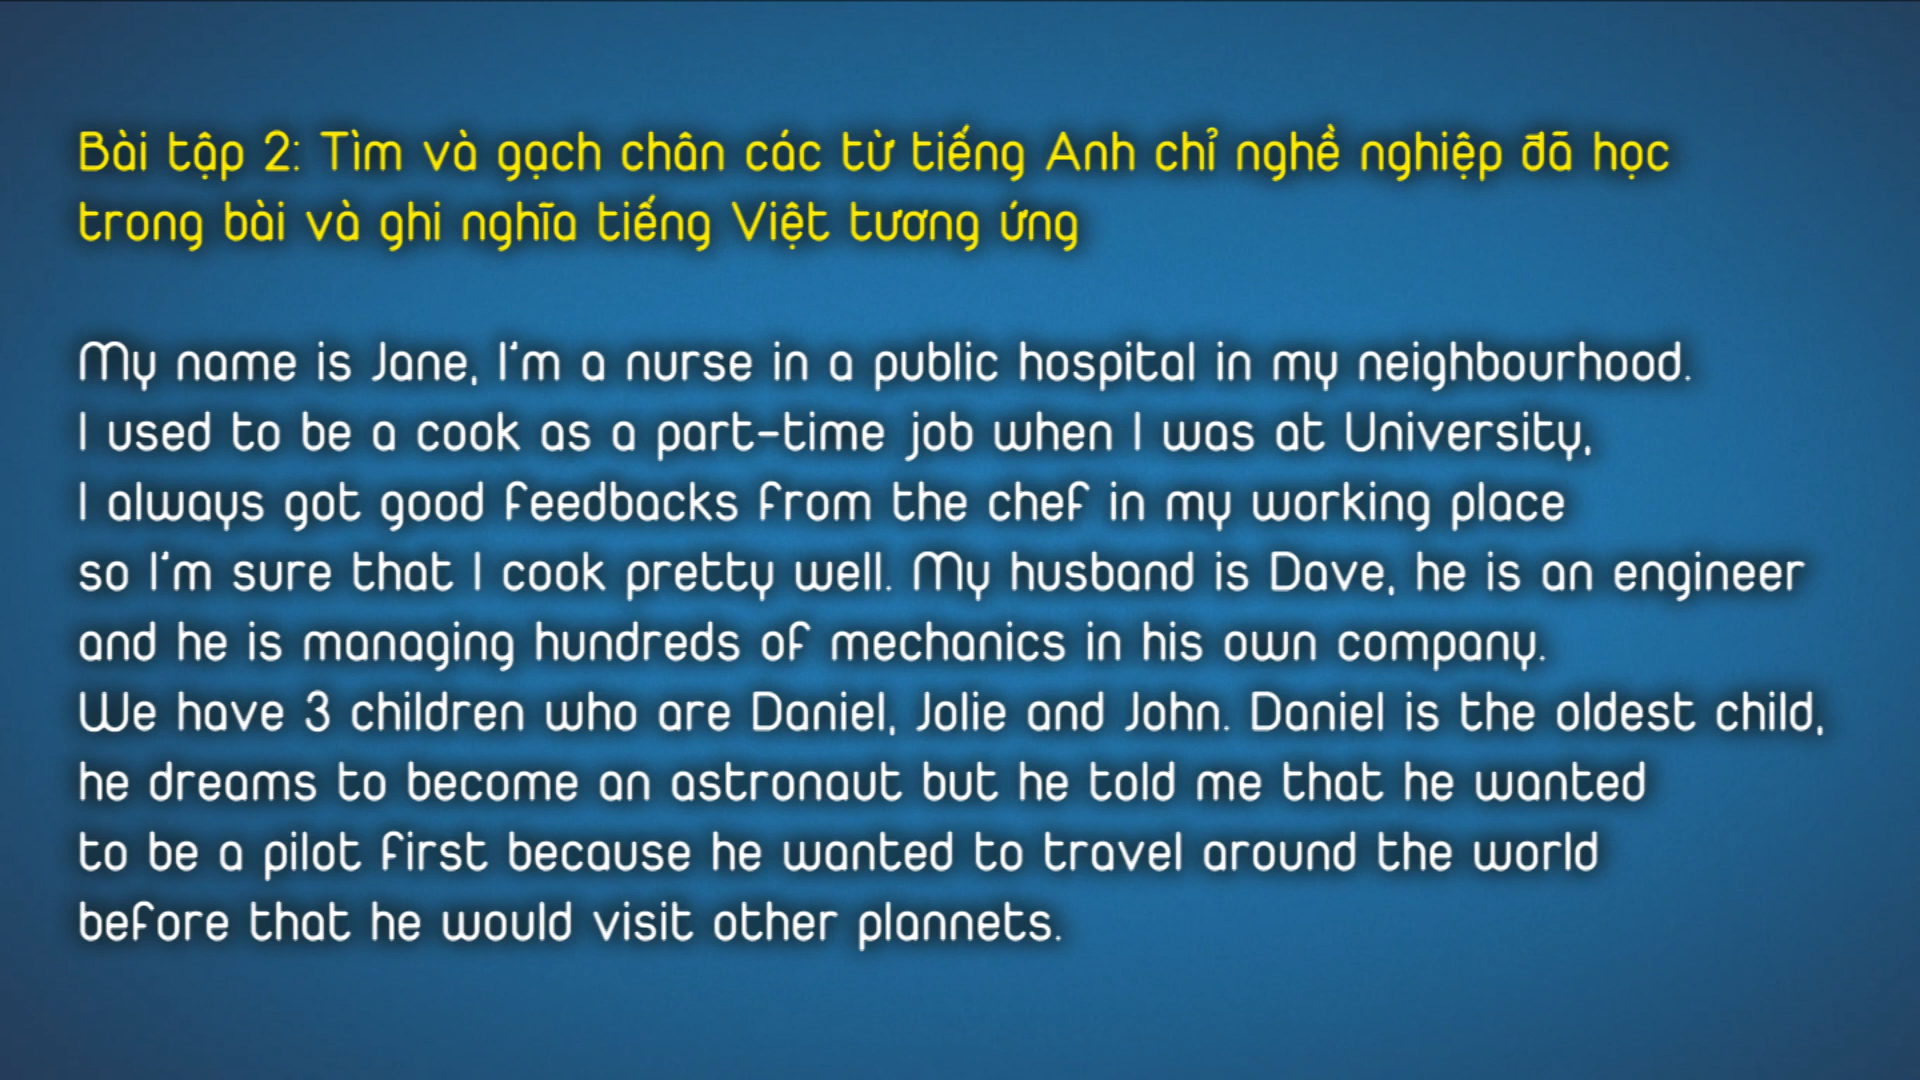 Bài tập 2: Tìm và gạch chân các từ tiếng Anh chỉ nghề nghiệp đã học
trong bài và ghi nghĩa tiếng Việt tương ứng
My name is Jane, I'm a nurse in a public hospital in my neighbourhood.
I used to be a cook as a part-time job when I was at University,
I always got good feedbacks from the chef in my working place
so I'm sure that I cook pretty well. My husband is Dave, he is an engineer
and he is managing hundreds of mechanics in his own company.
We have 3 children who are Daniel, Jolie and John. Daniel is the oldest child,
he dreams to become an astronaut but he told me that he wanted
to be a pilot first because he wanted to travel around the world
before that he would visit other plannets.